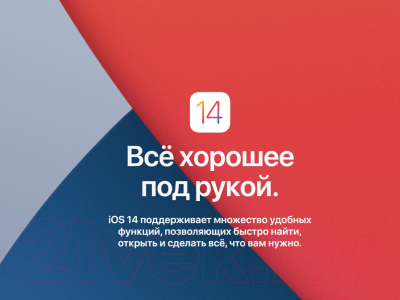 14
Всё хорошее
под рукой.
iOS 14 поддерживает множество удобных
функций, позволяющих быстро найти,
открыть и сделать всё, что вам нужно.